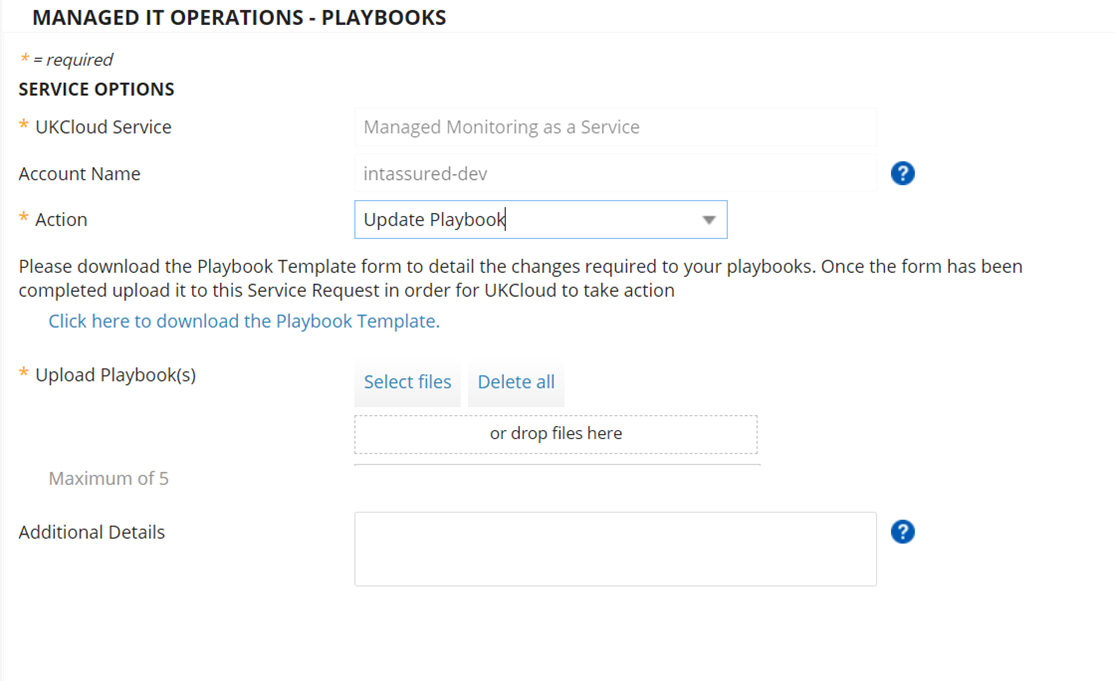 MANAGED IT OPERATIONS - PLAYBOOKS
* = required
SERVICE OPTIONS
* UKCloud Service Managed Monitoring as a Service
Account Name intassured-dev ?
* Action Update Playbook
Please download the Playbook Template form to detail the changes required to your playbooks. Once the form has been
completed upload it to this Service Request in order for UKCloud to take action
Click here to download the Playbook Template.
* Upload Playbook(s) Select files Delete all
or drop files here
Maximum of 5
Additional Details ?